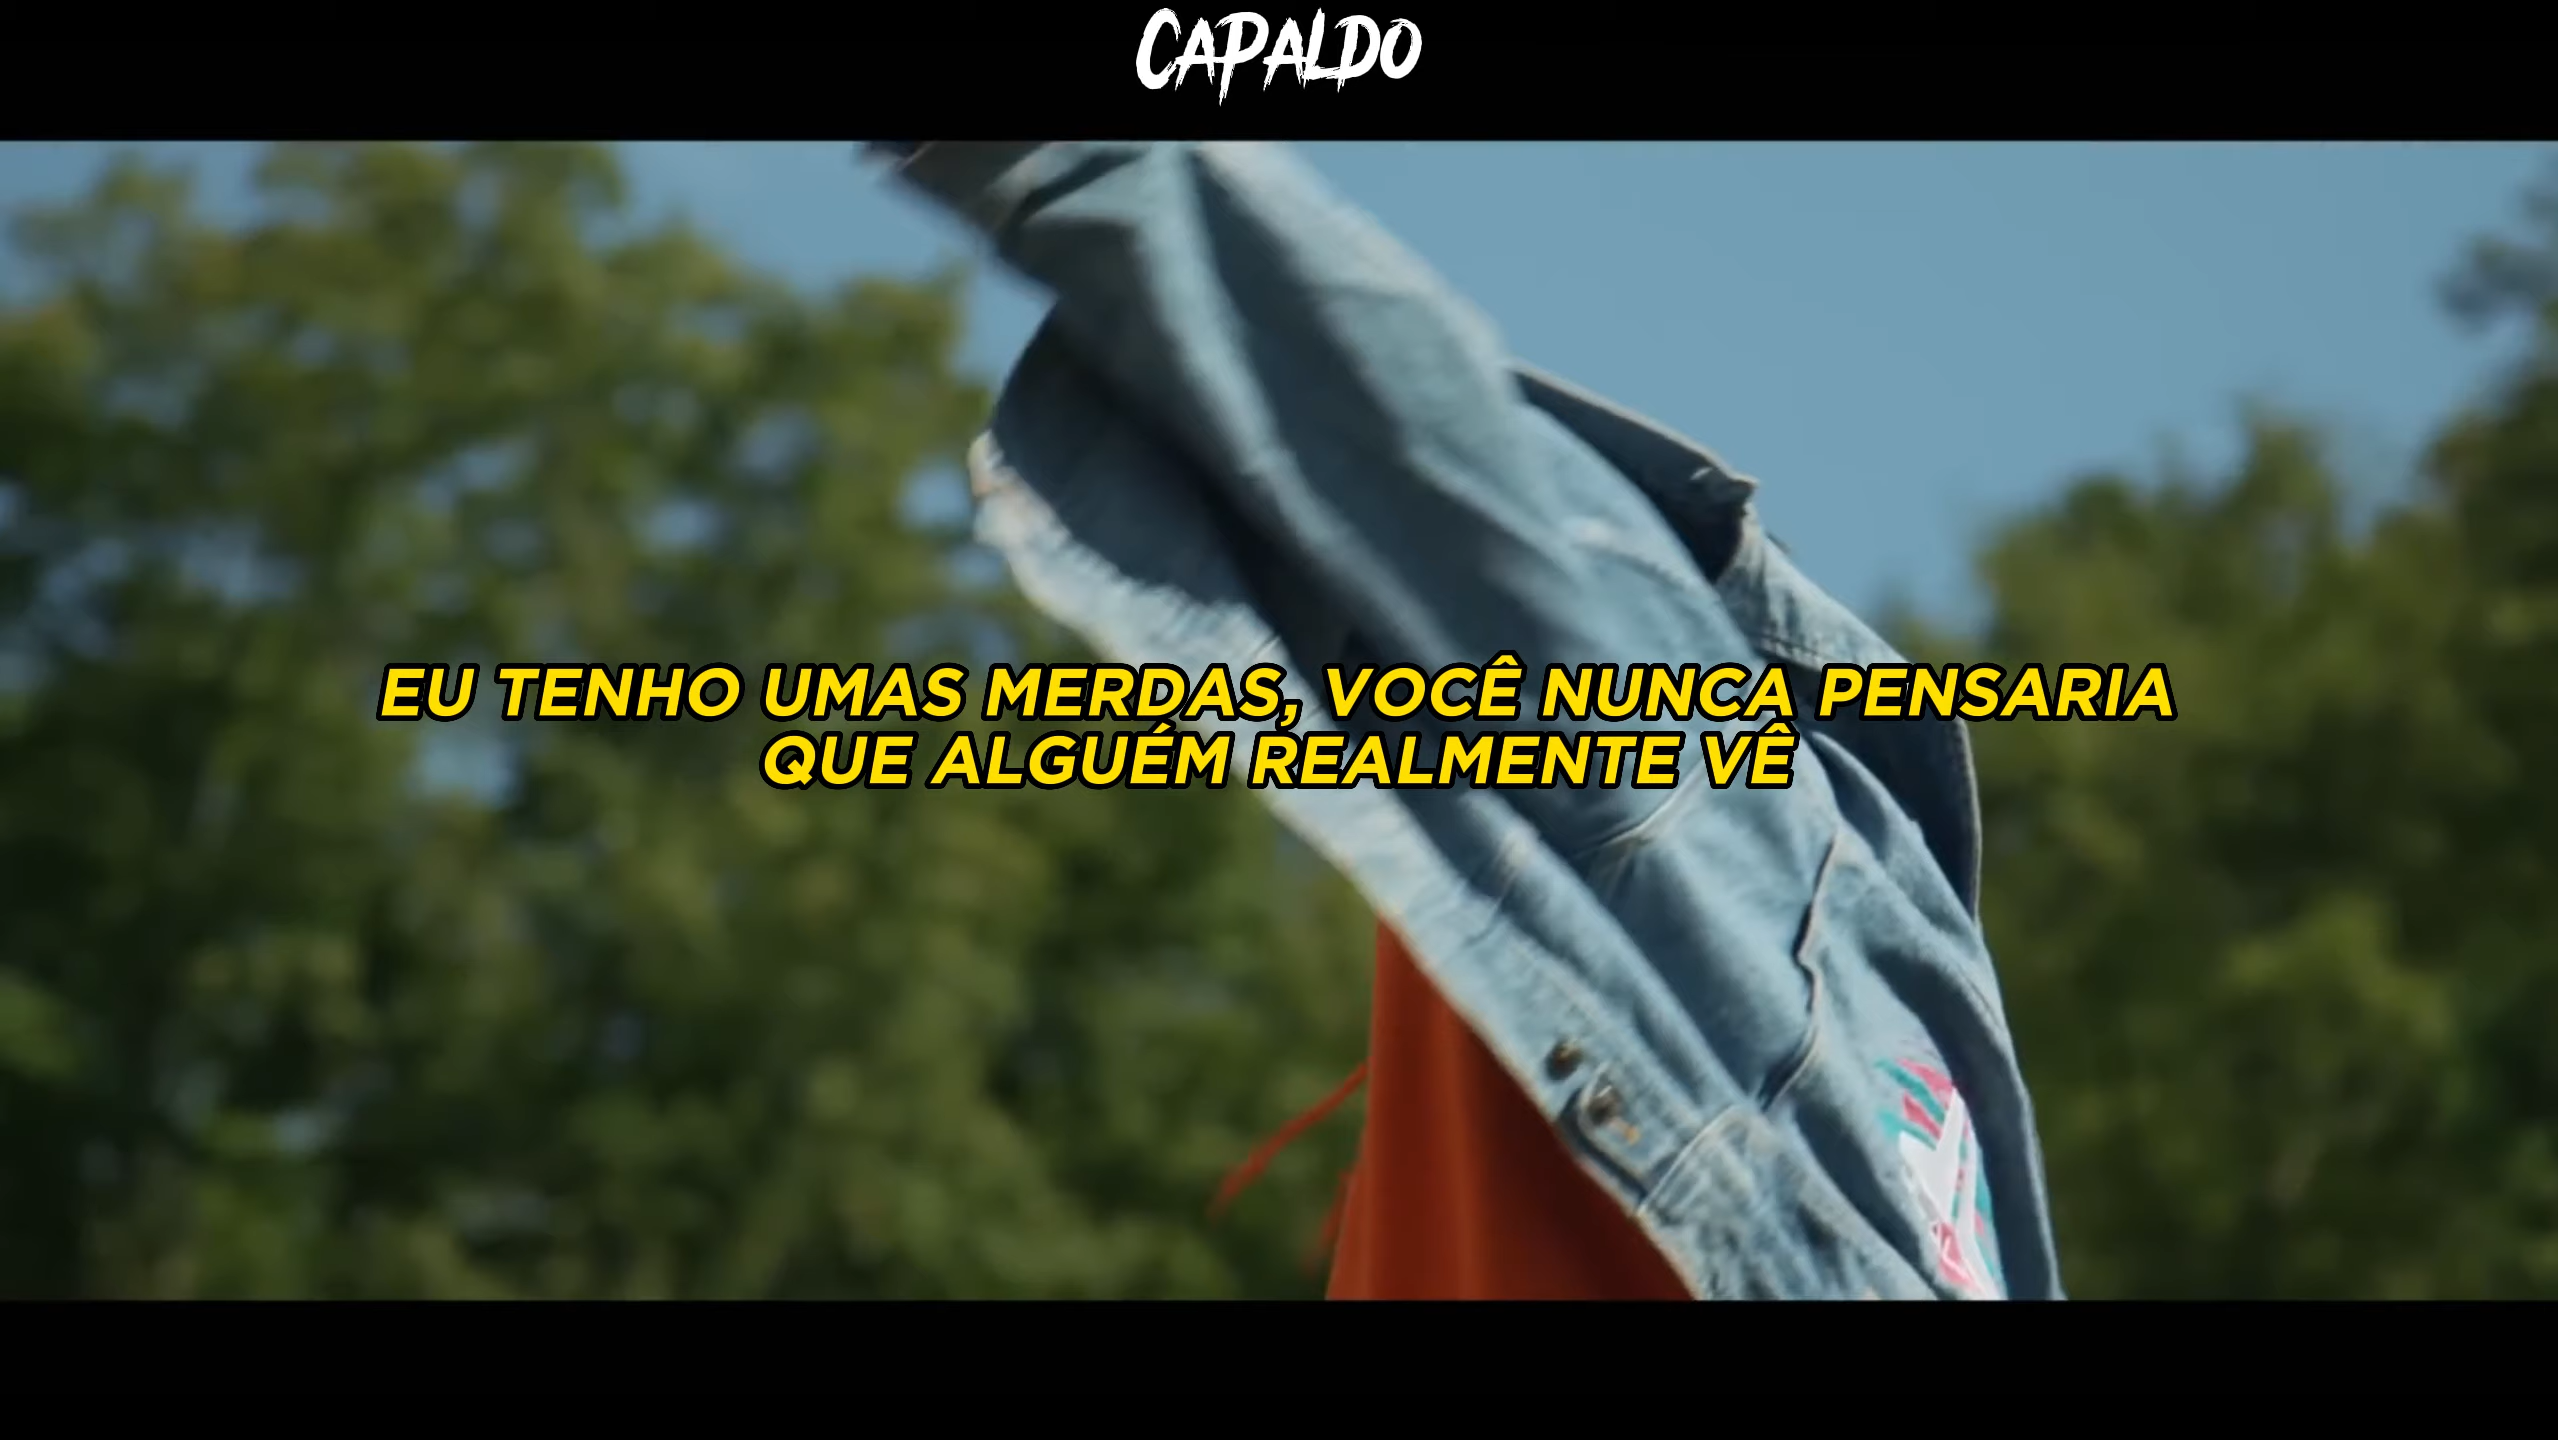 CAPALDO
EU TENHO UMAS MERDAS, VOCÊ NUNCA PENSARIA
QUE ALGUÉM REALMENTE VÊ